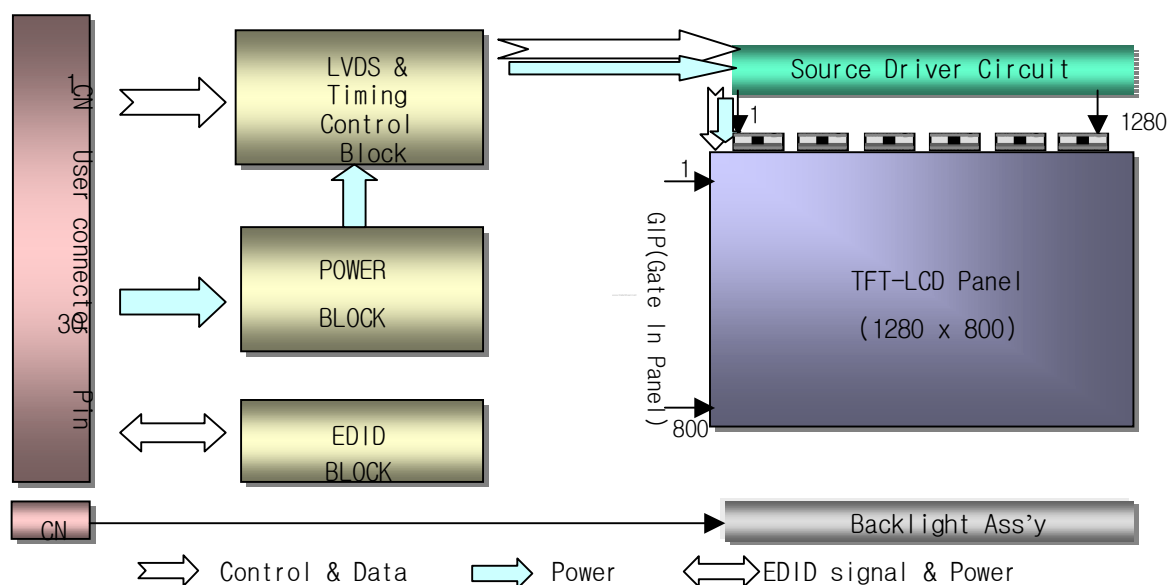 CN
1
User connector
30
Pin
LVDS &
Timing
Control
Block
POWER
BLOCK
EDID
BLOCK
Source Driver Circuit
1
1280
1
GIP(Gate In Panel)
800
TFT-LCD Panel
(1280 x 800)
CN
Backlight Ass'y
Control & Data
Power
EDID signal & Power